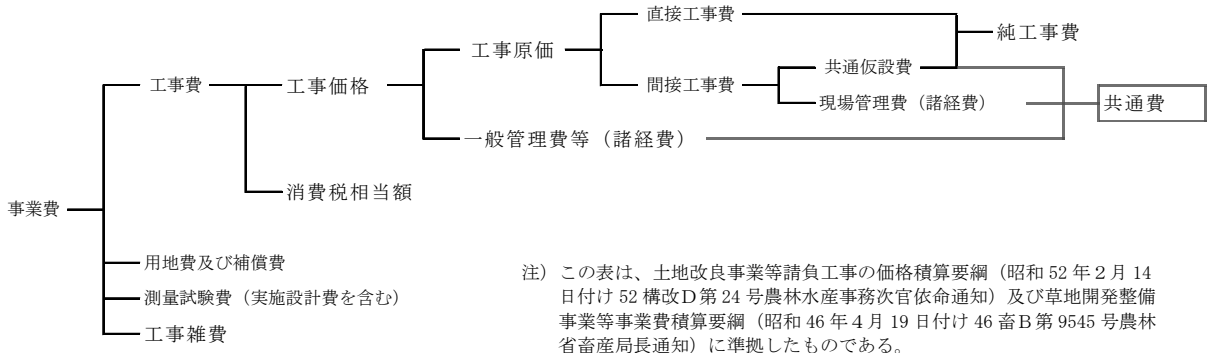 直接工事費
純工事費
工事原価
共通仮設費
工事費
工事価格
間接工事費
現場管理費（諸経費）
共通費
一般管理費等（諸経費）
消費税相当額
事業費
用地費及び補償費
測量試験費（実施設計費を含む）
工事雑費
注）この表は、土地改良事業等請負工事の価格積算要綱（昭和 52 年２月 14
日付け 52 構改Ｄ第 24 号農林水産事務次官依命通知）及び草地開発整備
事業等事業費積算要綱（昭和 46 年４月 19 日付け 46 畜Ｂ第 9545 号農林
省畜産局長通知）に準拠したものである。